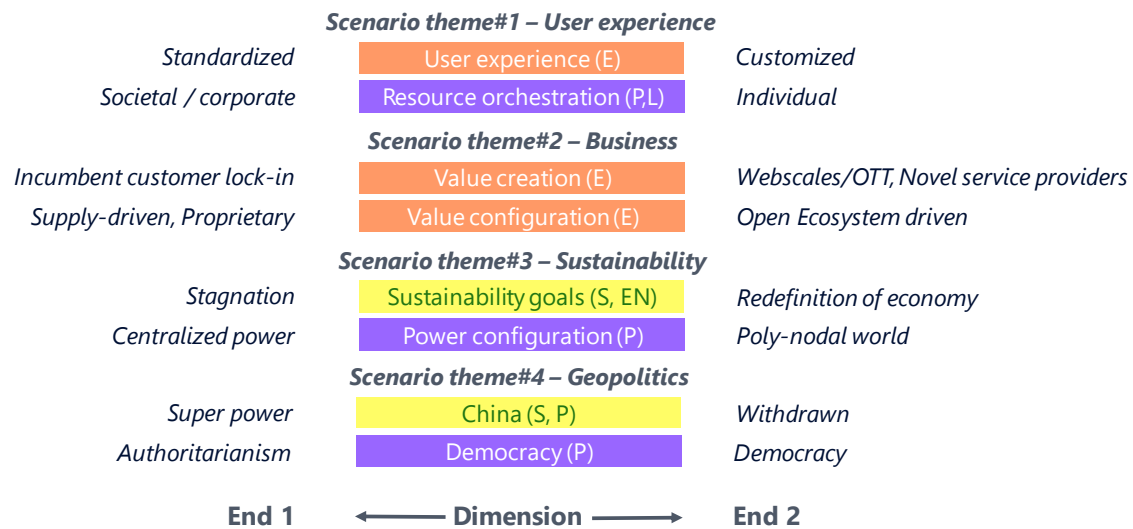 Scenario theme#1 – User experience
Standardized User experience (E) Customized
Societal / corporate Resource orchestration (P,L) Individual
Scenario theme#2 – Business
Incumbent customer lock-in Value creation (E) Webscales/OTT, Novel service providers
Supply-driven, Proprietary Value configuration (E) Open Ecosystem driven
Scenario theme#3 – Sustainability
Stagnation Sustainability goals (S, EN) Redefinition of economy
Centralized power Power configuration (P) Poly-nodal world
Scenario theme#4 – Geopolitics
Super power China (S, P) Withdrawn
Authoritarianism Democracy (P) Democracy
End 1 Dimension End 2